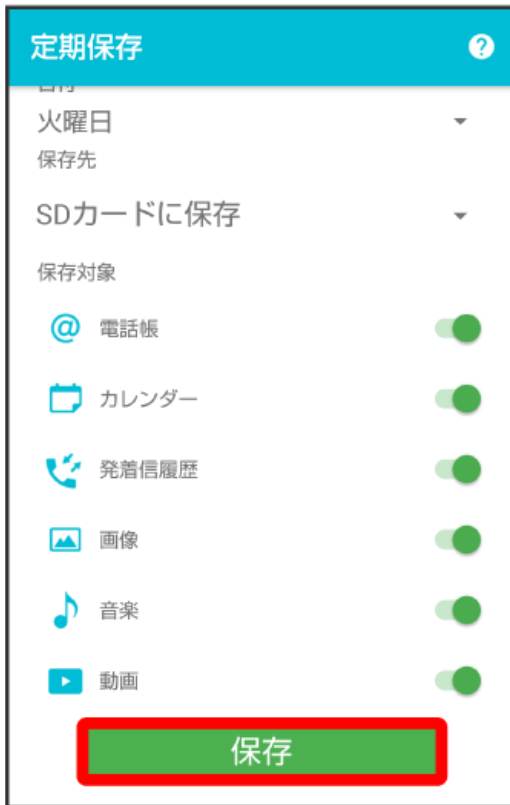 定期保存
火曜日
保存先
SDカードに保存
保存対象
電話帳
カレンダー
発着信履歴
画像
音楽
動画
保存